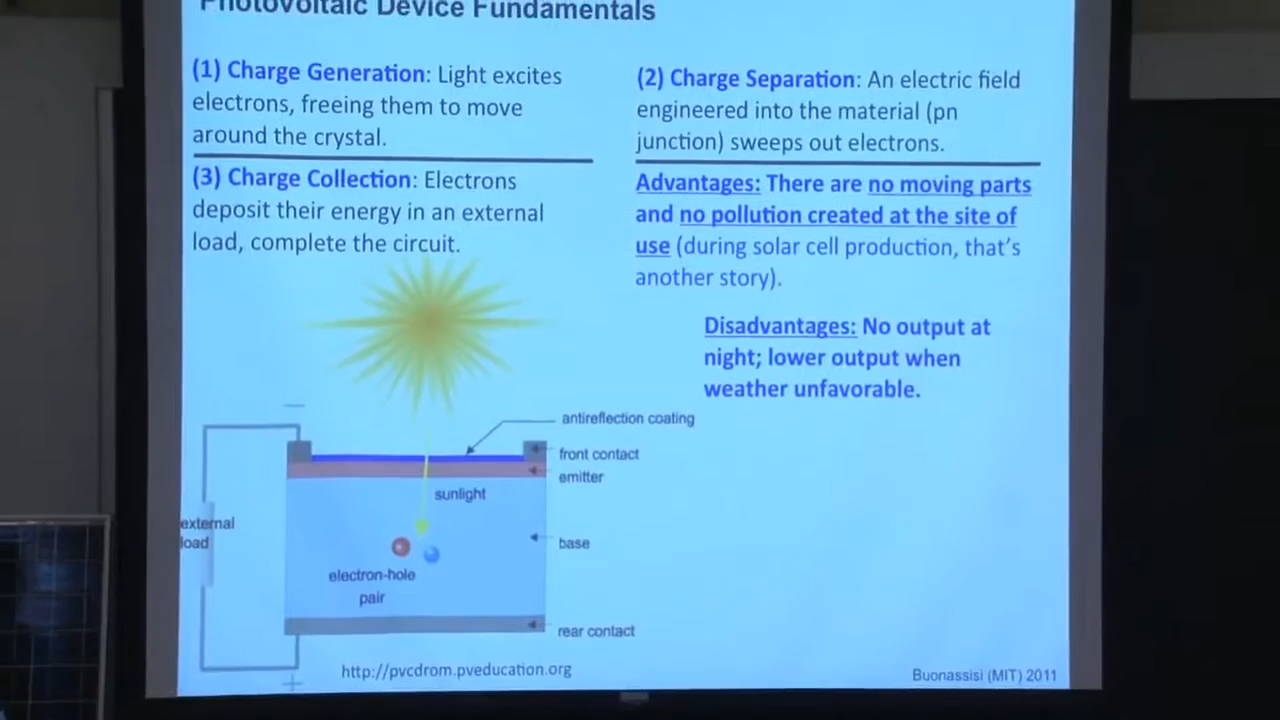 Photovoltaic Device Fundamentals
(1) Charge Generation: Light excites
electrons, freeing them to move
around the crystal.
(2) Charge Separation: An electric field
engineered into the material (pn
junction) sweeps out electrons.
(3) Charge Collection: Electrons
deposit their energy in an external
load, complete the circuit.
Advantages: There are no moving parts
and no pollution created at the site of
use (during solar cell production, that's
another story).
Disadvantages: No output at
night; lower output when
weather unfavorable.
antireflection coating
front contact
emitter
sunlight
external
load
base
electron-hole
pair
rear contact
http://pvcdrom.pveducation.org
Buonassisi (MIT) 2011